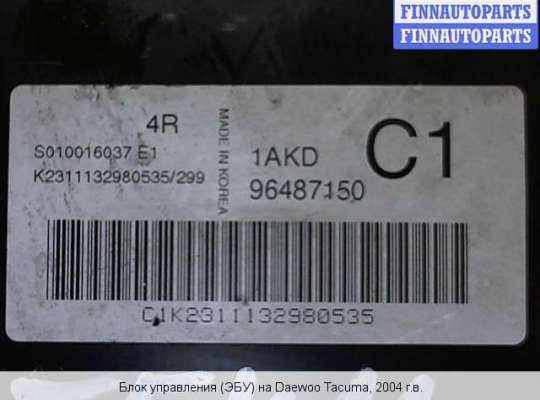 FINNAUTOPARTS
FINNAUTOPARTS
4R
S010016037 E1
K2311132980535/299
MADE IN KOREA
1AKD
96487150
C1
C1K2311132980535
Блок управления (ЭБУ) на Daewoo Tacuma, 2004 г.в.